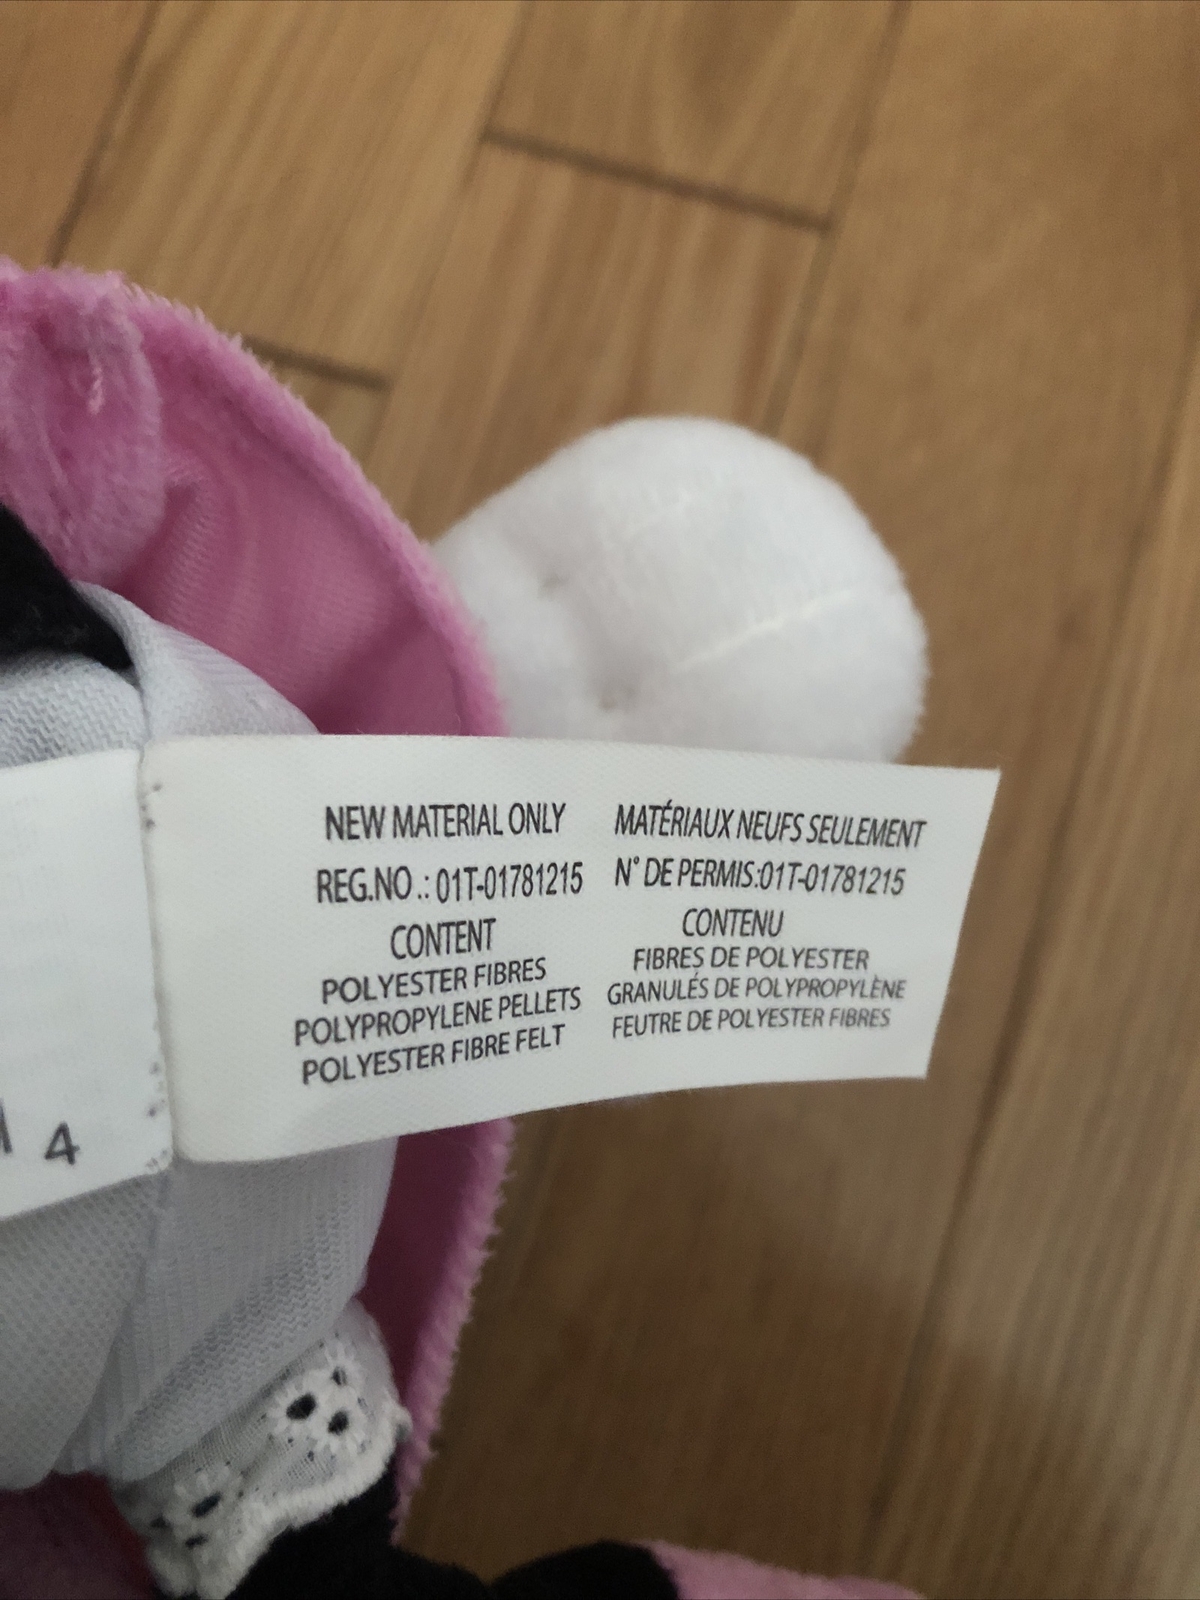 NEW MATERIAL ONLY
REG.NO.: 01T-01781215
CONTENT
POLYESTER FIBRES
POLYPROPYLENE PELLETS
POLYESTER FIBRE FELT
MATÉRIAUX NEUFS SEULEMENT
N° DE PERMIS:01T-01781215
CONTENU
FIBRES DE POLYESTER
GRANULÉS DE POLYPROPYLÈNE
FEUTRE DE POLYESTER FIBRES
4